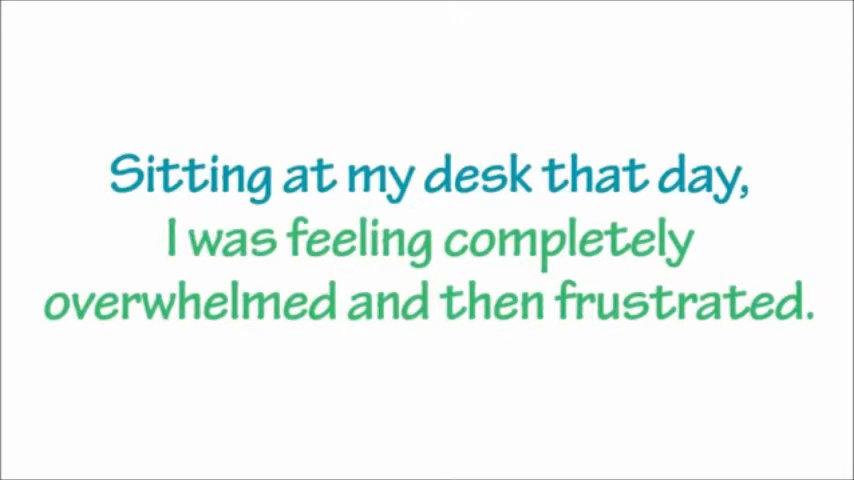 Sitting at my desk that day,
I was feeling completely
overwhelmed and then frustrated.